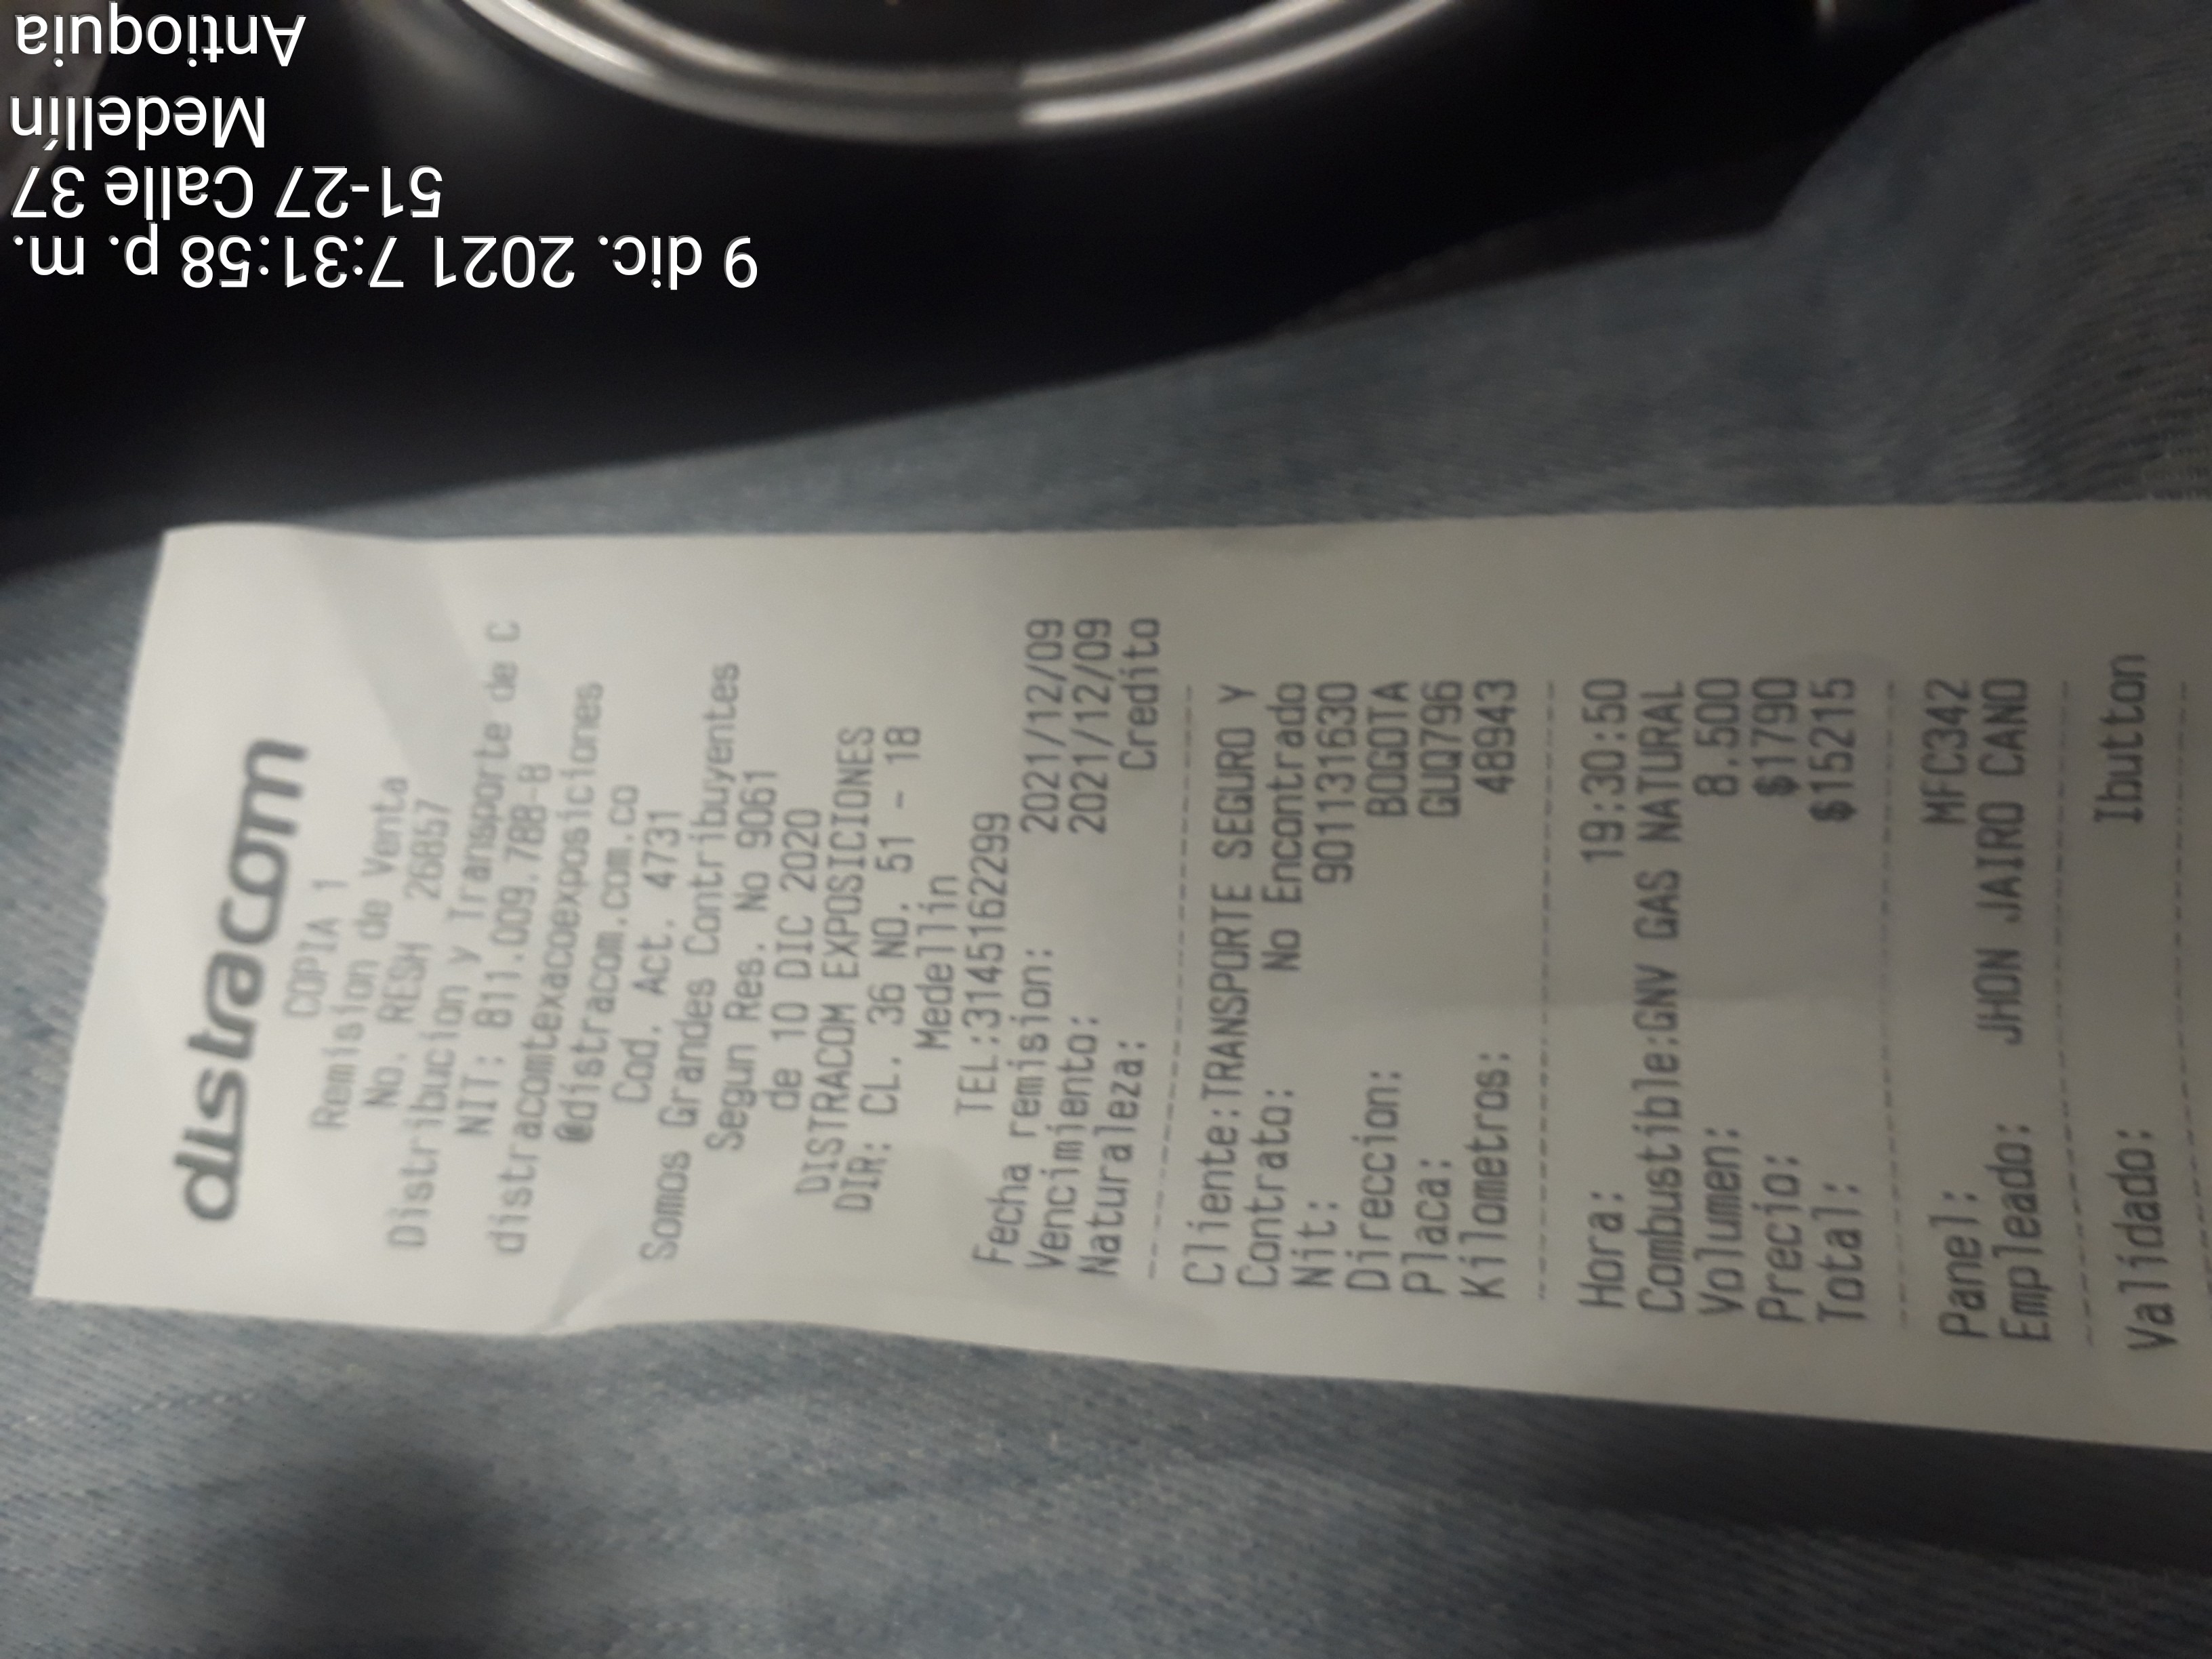 distracom
COPIA 1
Remision de Venta
No. RESH 26857
Distribucion y Transporte de C
NIT: 811.009.788-8
distracomtexacoexposiciones
@distracom.com.co
Cod. Act. 4731
Somos Grandes Contribuyentes
Segun Res. No 9061
de 10 DIC 2020
DISTRACOM EXPOSICIONES
DIR: CL. 36 NO. 51 - 18
Medellin
TEL:3145162299
Fecha remision: 2021/12/09
Vencimiento: 2021/12/09
Naturaleza: Credito
Cliente:TRANSPORTE SEGURO Y
Contrato: No Encontrado
Nit: 901131630
Direccion: BOGOTA
Placa: GUQ796
Kilometros: 48943
Hora: 19:30:50
Combustible:GNV GAS NATURAL
Volumen: 8.500
Precio: $1790
Total: $15215
Panel: MFC342
Empleado: JHON JAIRO CANO
Validado: Ibutton
9 dic. 2021 7:31:58 p. m.
51-27 Calle 37
Medellín
Antioquia